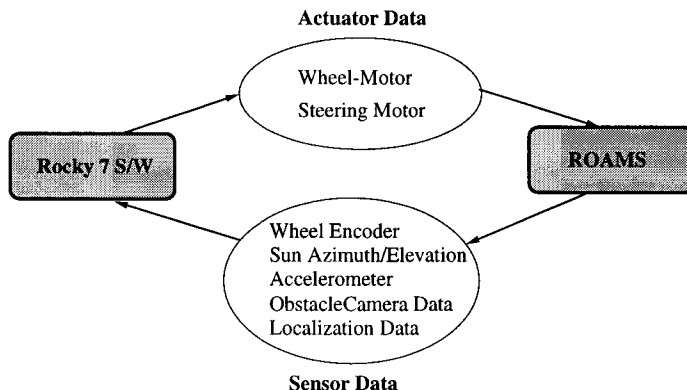 Actuator Data
Wheel-Motor
Steering Motor
Rocky 7 S/W
ROAMS
Wheel Encoder
Sun Azimuth/Elevation
Accelerometer
ObstacleCamera Data
Localization Data
Sensor Data